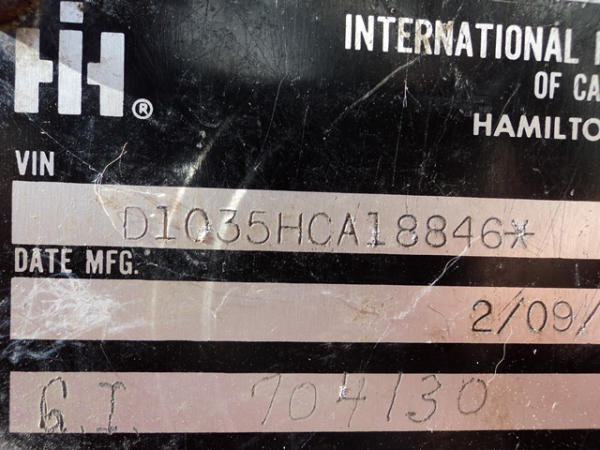 IH®
INTERNATIONAL
OF CA
HAMILTO
VIN
D1035HCA18846*
DATE MFG.
2/09/
G.I. 704130